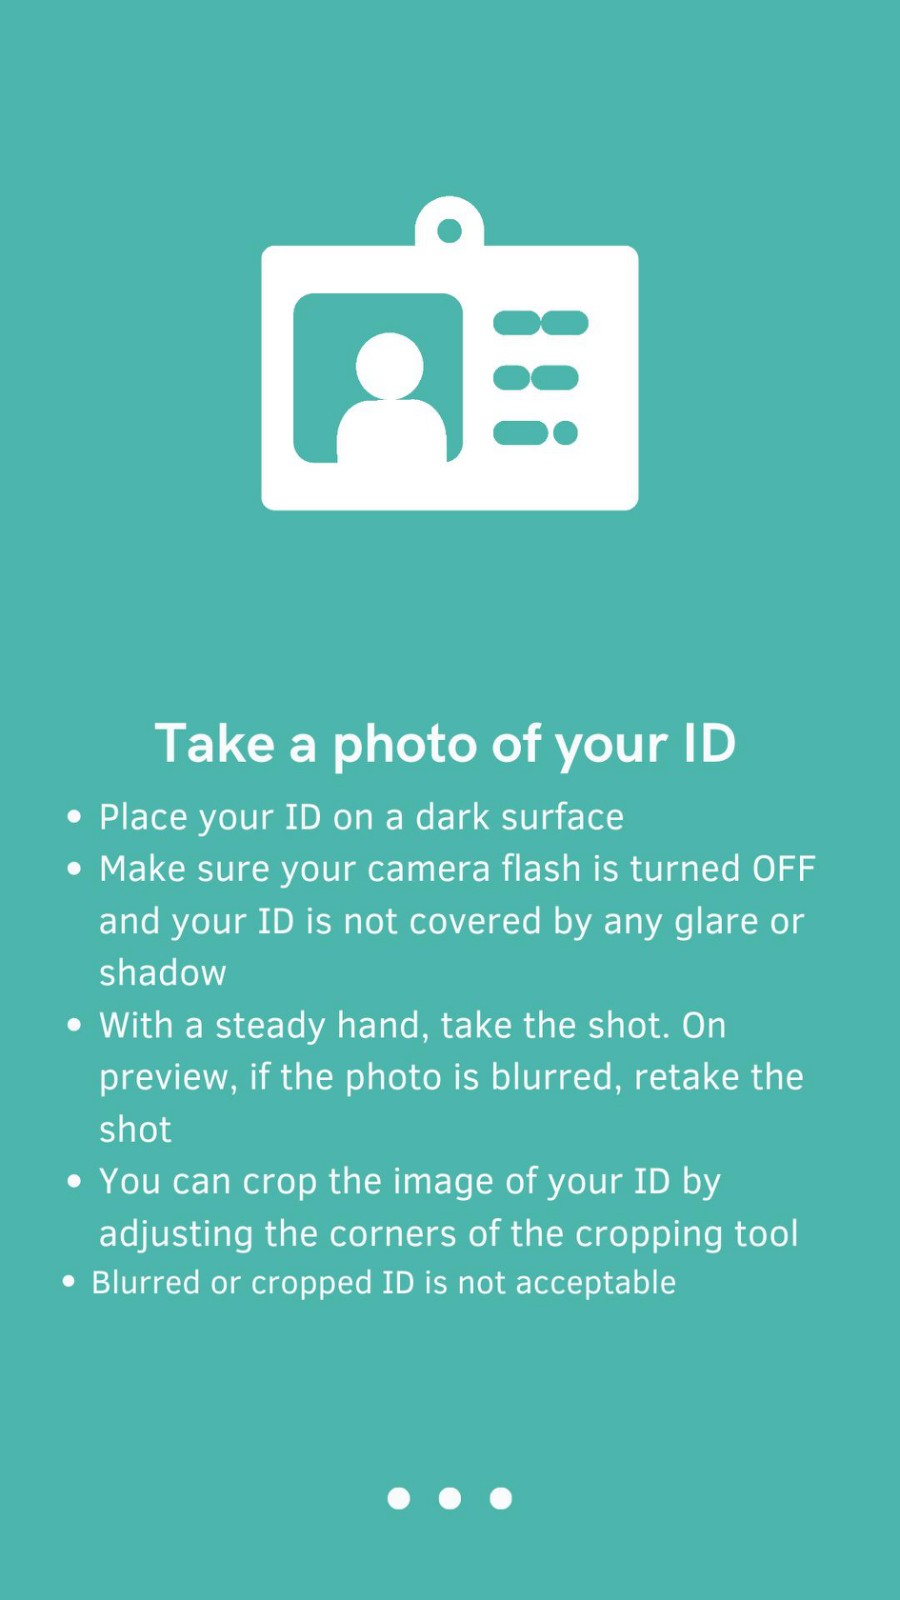 Take a photo of your ID
• Place your ID on a dark surface
• Make sure your camera flash is turned OFF
and your ID is not covered by any glare or
shadow
• With a steady hand, take the shot. On
preview, if the photo is blurred, retake the
shot
• You can crop the image of your ID by
adjusting the corners of the cropping tool
• Blurred or cropped ID is not acceptable